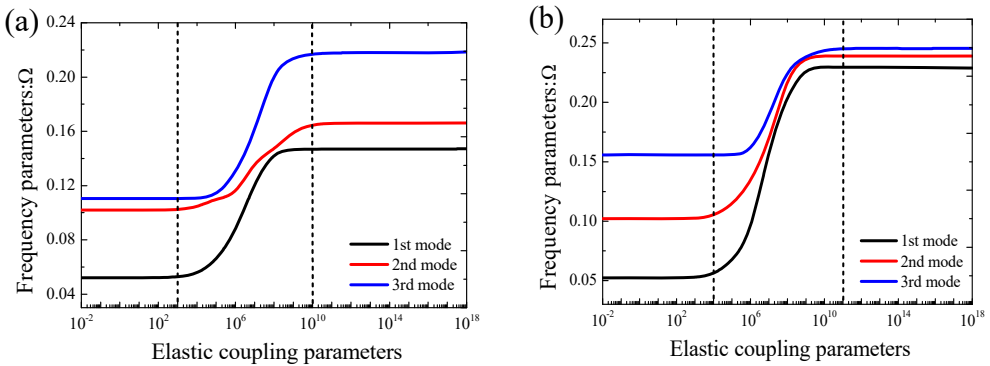 (a)
0.24
0.20
0.16
0.12
0.08
0.04
Frequency parameters:Ω
1st mode
2nd mode
3rd mode
10⁻² 10² 10⁶ 10¹⁰ 10¹⁴ 10¹⁸
Elastic coupling parameters
(b)
0.25
0.20
0.15
0.10
0.05
Frequency parameters:Ω
1st mode
2nd mode
3rd mode
10⁻² 10² 10⁶ 10¹⁰ 10¹⁴ 10¹⁸
Elastic coupling parameters